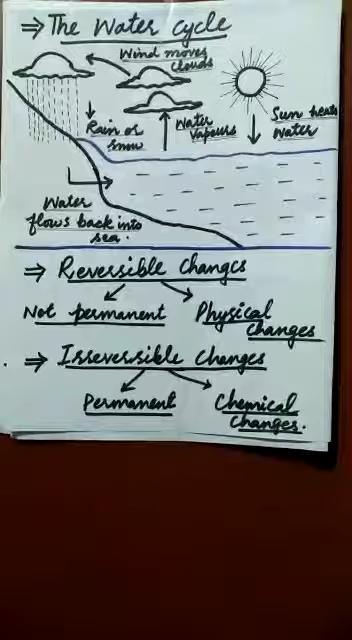 ⇒ The Water cycle
Wind moves
clouds
Sun heats
water
Rain or
snow
Water
Vapours
Water
flows back into
sea.
⇒ Reversible Changes
Not permanent
Physical
Changes
⇒ Irreversible Changes
Permanent
Chemical
Changes.